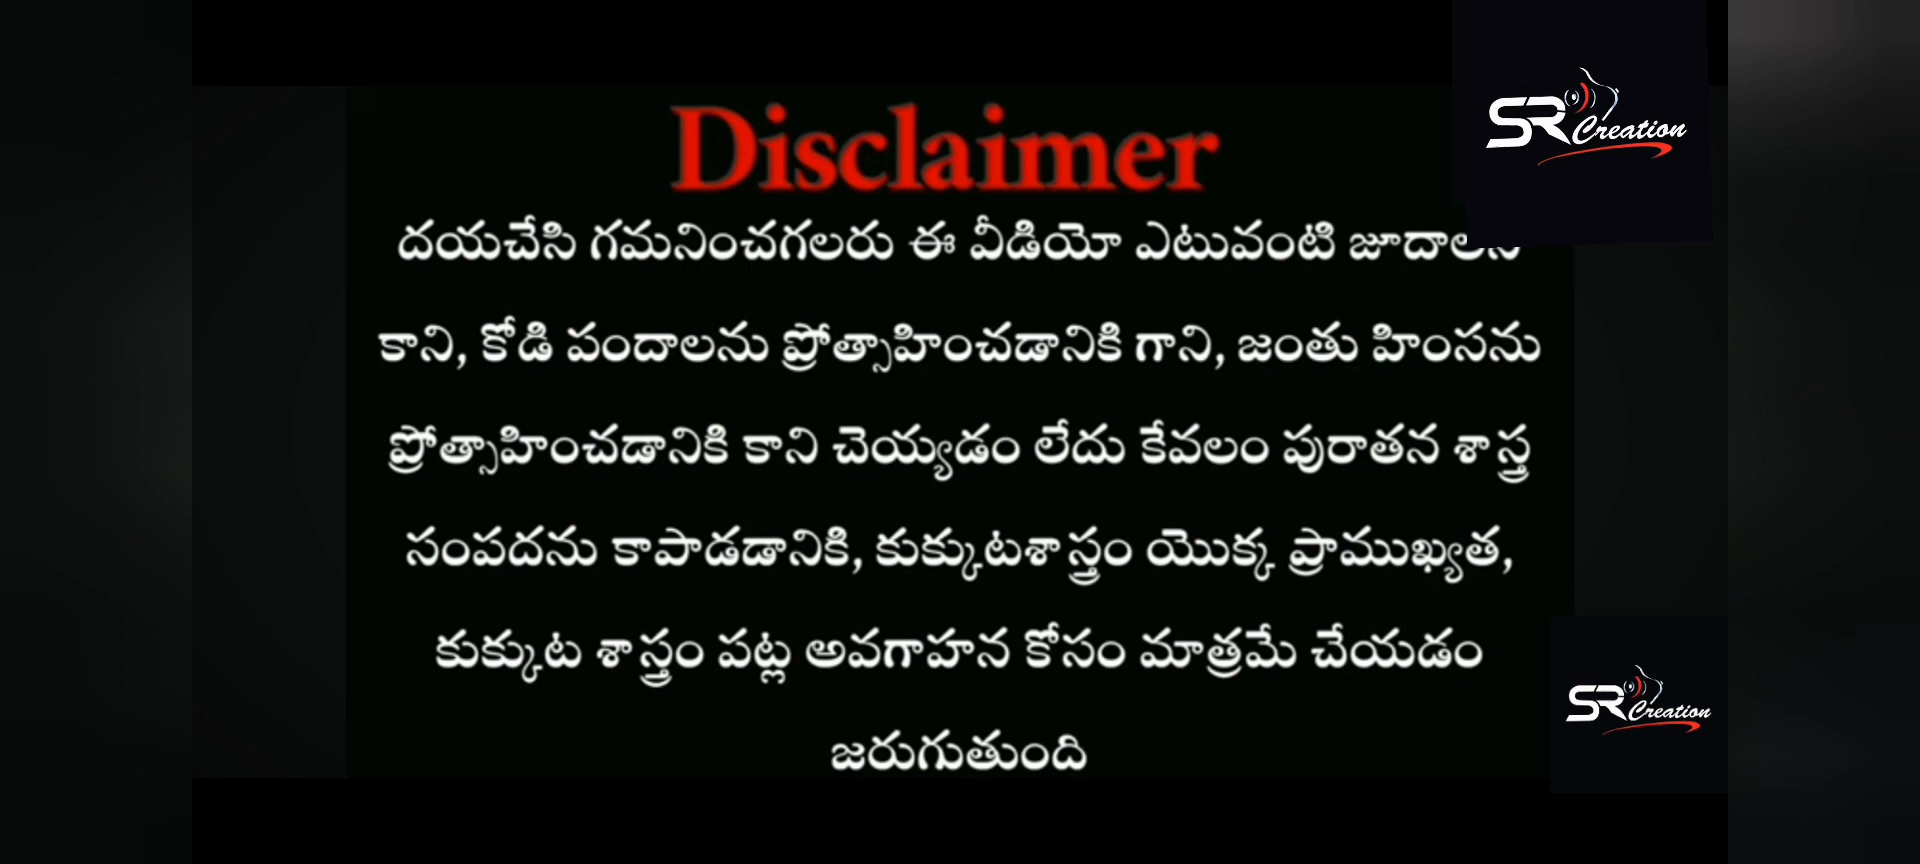 Disclaimer
SR Creation
దయచేసి గమనించగలరు ఈ వీడియో ఎటువంటి
కాని, కోడి పందాలను ప్రోత్సాహించడానికి గాని, జంతు హింసను
ప్రోత్సాహించడానికి కాని చెయ్యడం లేదు కేవలం పురాతన శాస్త్ర
సంపదను కాపాడడానికి, కుక్కుటశాస్త్రం యొక్క ప్రాముఖ్యత,
కుక్కుట శాస్త్రం పట్ల అవగాహన కోసం మాత్రమే చేయడం
SR Creation
జరుగుతుంది